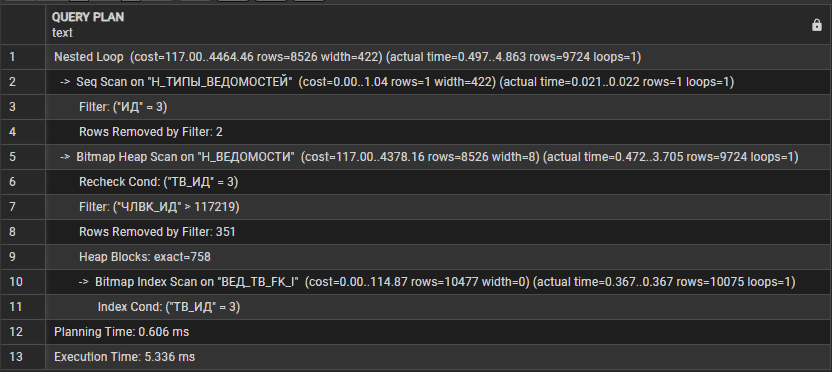 QUERY PLAN
text
1 Nested Loop (cost=117.00..4464.46 rows=8526 width=422) (actual time=0.497..4.863 rows=9724 loops=1)
2 -> Seq Scan on "Н_ТИПЫ_ВЕДОМОСТЕЙ" (cost=0.00..1.04 rows=1 width=422) (actual time=0.021..0.022 rows=1 loops=1)
3 Filter: ("ИД" = 3)
4 Rows Removed by Filter: 2
5 -> Bitmap Heap Scan on "Н_ВЕДОМОСТИ" (cost=117.00..4378.16 rows=8526 width=8) (actual time=0.472..3.705 rows=9724 loops=1)
6 Recheck Cond: ("ТВ_ИД" = 3)
7 Filter: ("ЧЛВК_ИД" > 117219)
8 Rows Removed by Filter: 351
9 Heap Blocks: exact=758
10 -> Bitmap Index Scan on "ВЕД_ТВ_FK_I" (cost=0.00..114.87 rows=10477 width=0) (actual time=0.367..0.367 rows=10075 loops=1)
11 Index Cond: ("ТВ_ИД" = 3)
12 Planning Time: 0.606 ms
13 Execution Time: 5.336 ms